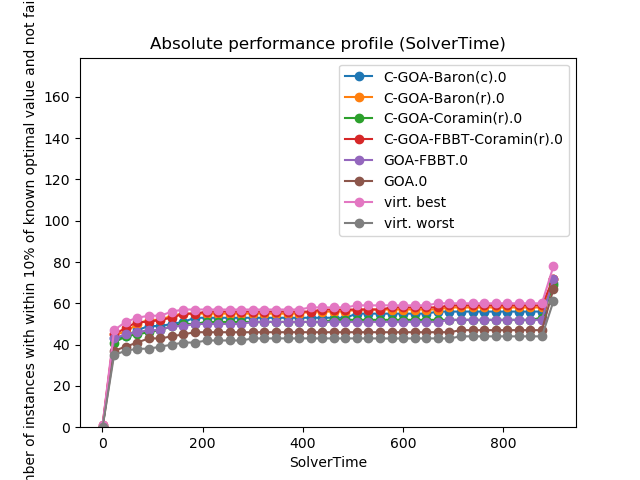 Absolute performance profile (SolverTime)
of instances with within 10% of known optimal value and not
160
140
120
100
80
60
40
20
0
C-GOA-Baron(c).0
C-GOA-Baron(r).0
C-GOA-Coramin(r).0
C-GOA-FBBT-Coramin(r).0
GOA-FBBT.0
GOA.0
virt. best
virt. worst
0 200 400 600 800
SolverTime